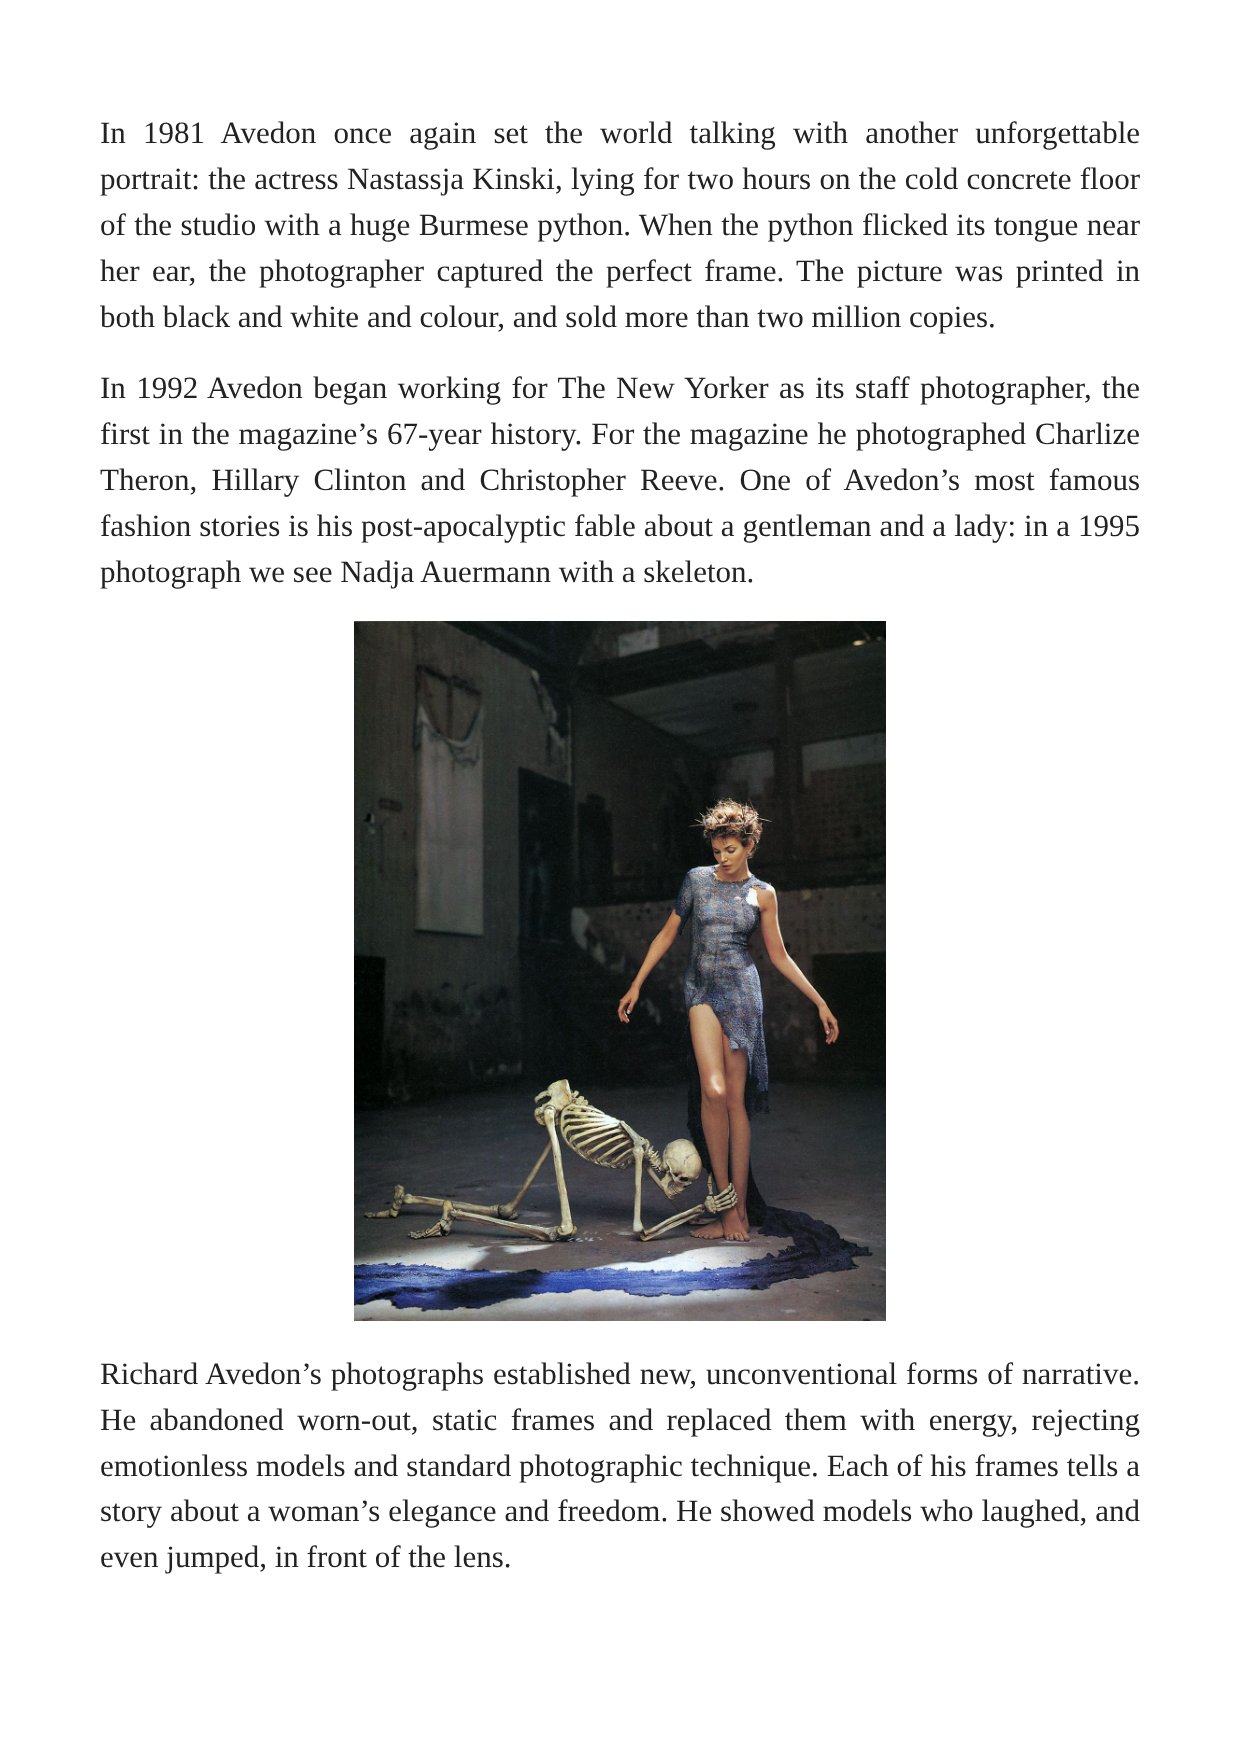 In 1981 Avedon once again set the world talking with another unforgettable
portrait: the actress Nastassja Kinski, lying for two hours on the cold concrete floor
of the studio with a huge Burmese python. When the python flicked its tongue near
her ear, the photographer captured the perfect frame. The picture was printed in
both black and white and colour, and sold more than two million copies.
In 1992 Avedon began working for The New Yorker as its staff photographer, the
first in the magazine’s 67-year history. For the magazine he photographed Charlize
Theron, Hillary Clinton and Christopher Reeve. One of Avedon’s most famous
fashion stories is his post-apocalyptic fable about a gentleman and a lady: in a 1995
photograph we see Nadja Auermann with a skeleton.
Richard Avedon’s photographs established new, unconventional forms of narrative.
He abandoned worn-out, static frames and replaced them with energy, rejecting
emotionless models and standard photographic technique. Each of his frames tells a
story about a woman’s elegance and freedom. He showed models who laughed, and
even jumped, in front of the lens.